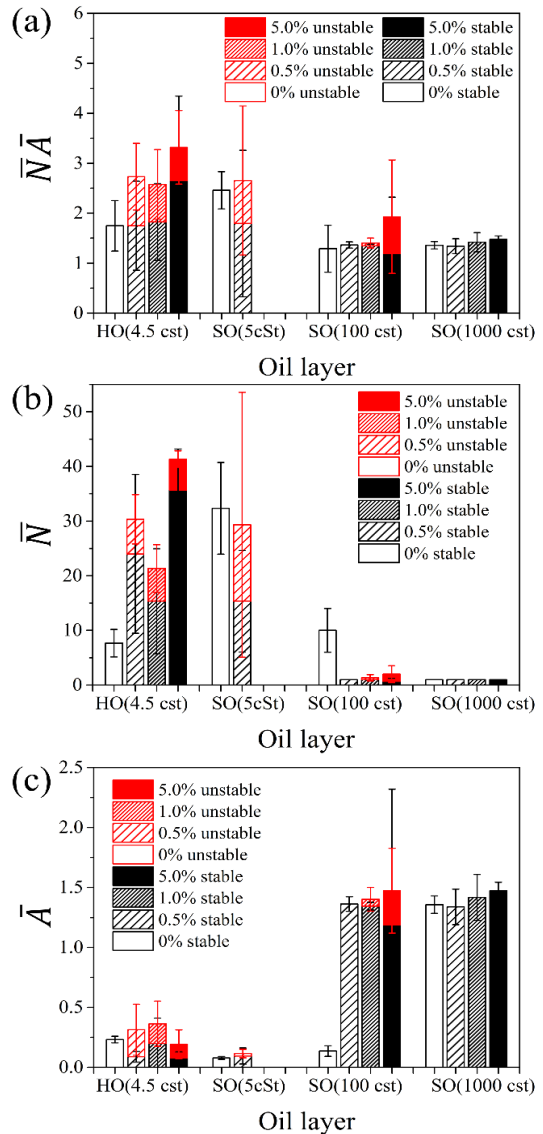 (a)
5.0% unstable 5.0% stable
1.0% unstable 1.0% stable
0.5% unstable 0.5% stable
0% unstable 0% stable
6
5
4
3
2
1
0
N̅A̅
HO(4.5 cst) SO(5cSt) SO(100 cst) SO(1000 cst)
Oil layer
(b)
5.0% unstable
1.0% unstable
0.5% unstable
0% unstable
5.0% stable
1.0% stable
0.5% stable
0% stable
50
40
30
20
10
0
N̅
HO(4.5 cst) SO(5cSt) SO(100 cst) SO(1000 cst)
Oil layer
(c)
5.0% unstable
1.0% unstable
0.5% unstable
0% unstable
5.0% stable
1.0% stable
0.5% stable
0% stable
2.5
2.0
1.5
1.0
0.5
0.0
A̅
HO(4.5 cst) SO(5cSt) SO(100 cst) SO(1000 cst)
Oil layer